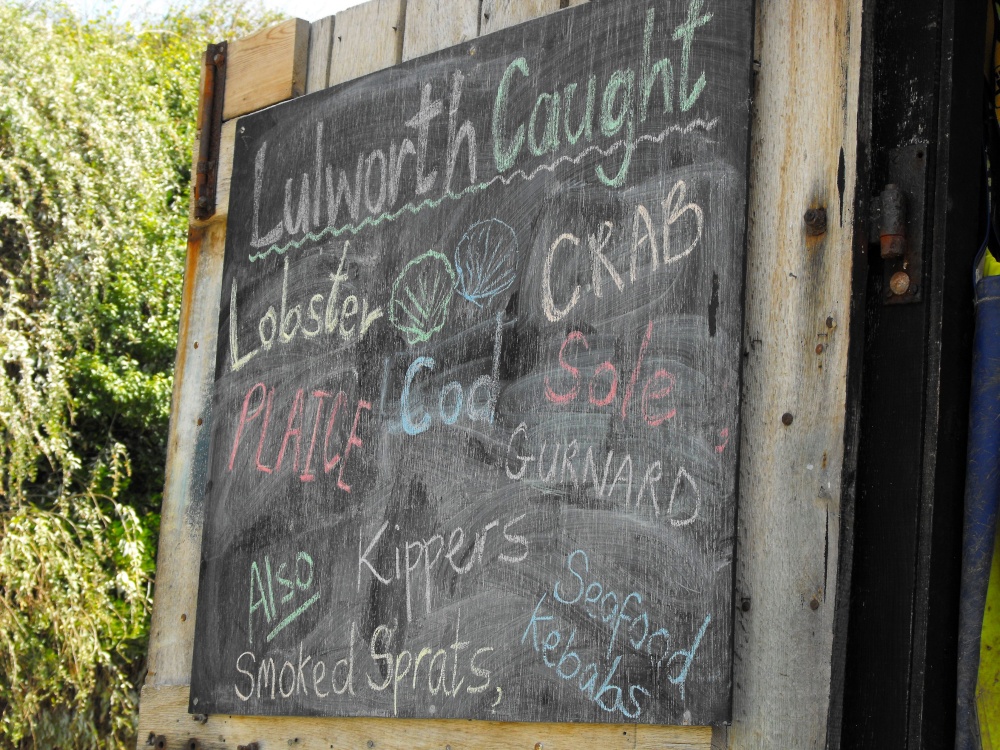 Lulworth Caught
Lobster CRAB
PLAICE Cod Sole
GURNARD
Also Kippers
Smoked Sprats,
Seafood
Kebabs